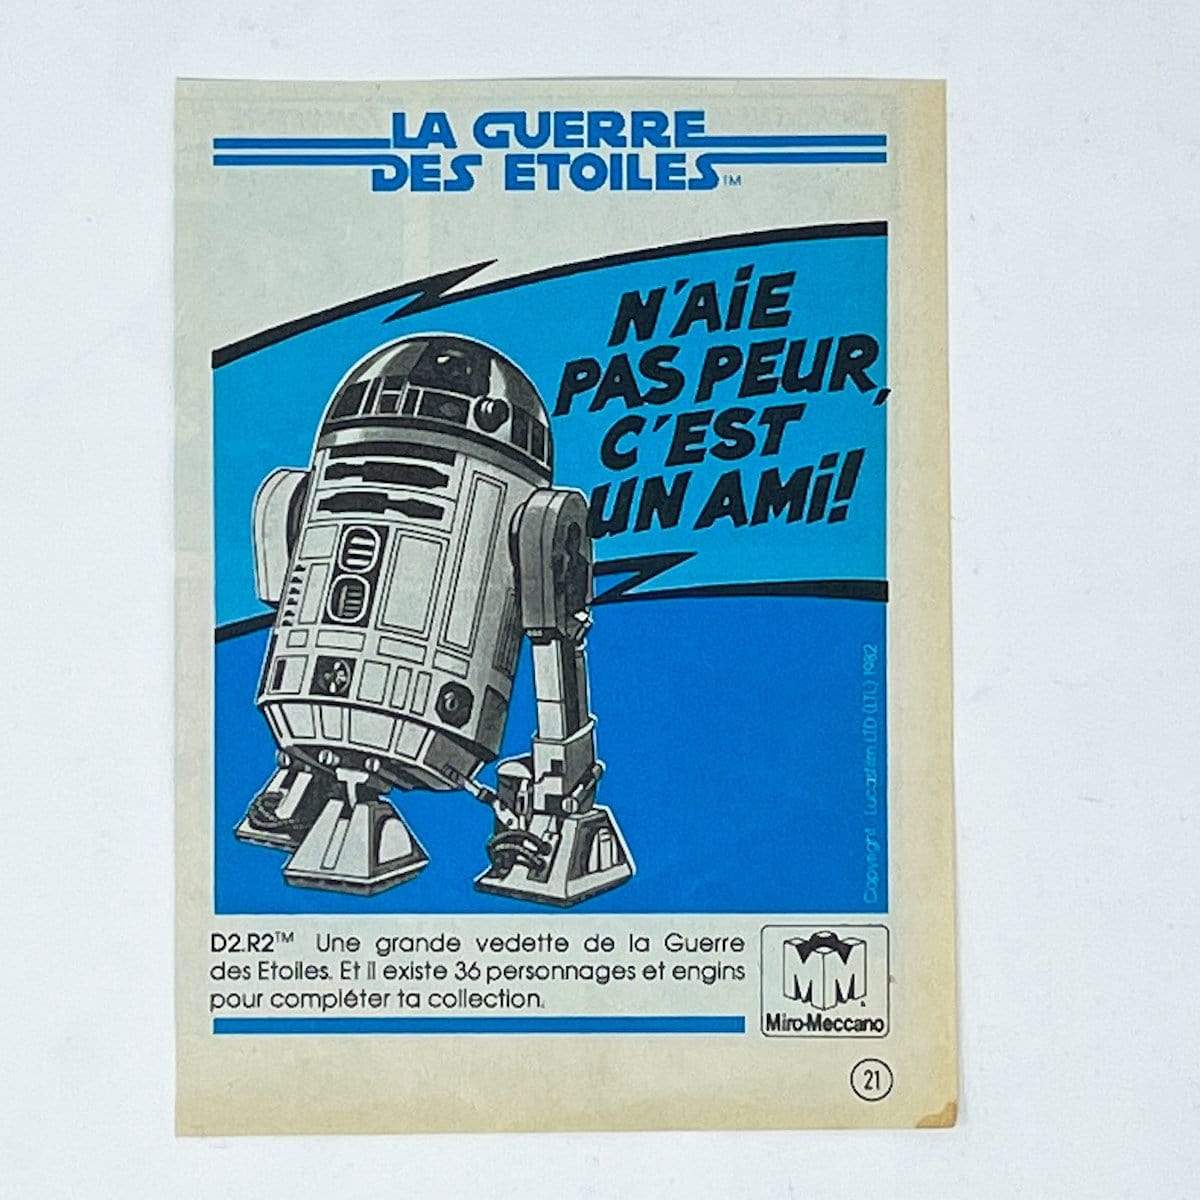 LA GUERRE
DES ETOILES™
N'AiE
PAS PEUR,
C'EST
UN AMi!
Copyright Lucasfilm LTD (LTL) 1982
D2.R2™ Une grande vedette de la Guerre
des Etoiles. Et il existe 36 personnages et engins
pour compléter ta collection.
MM
Miro-Meccano
21